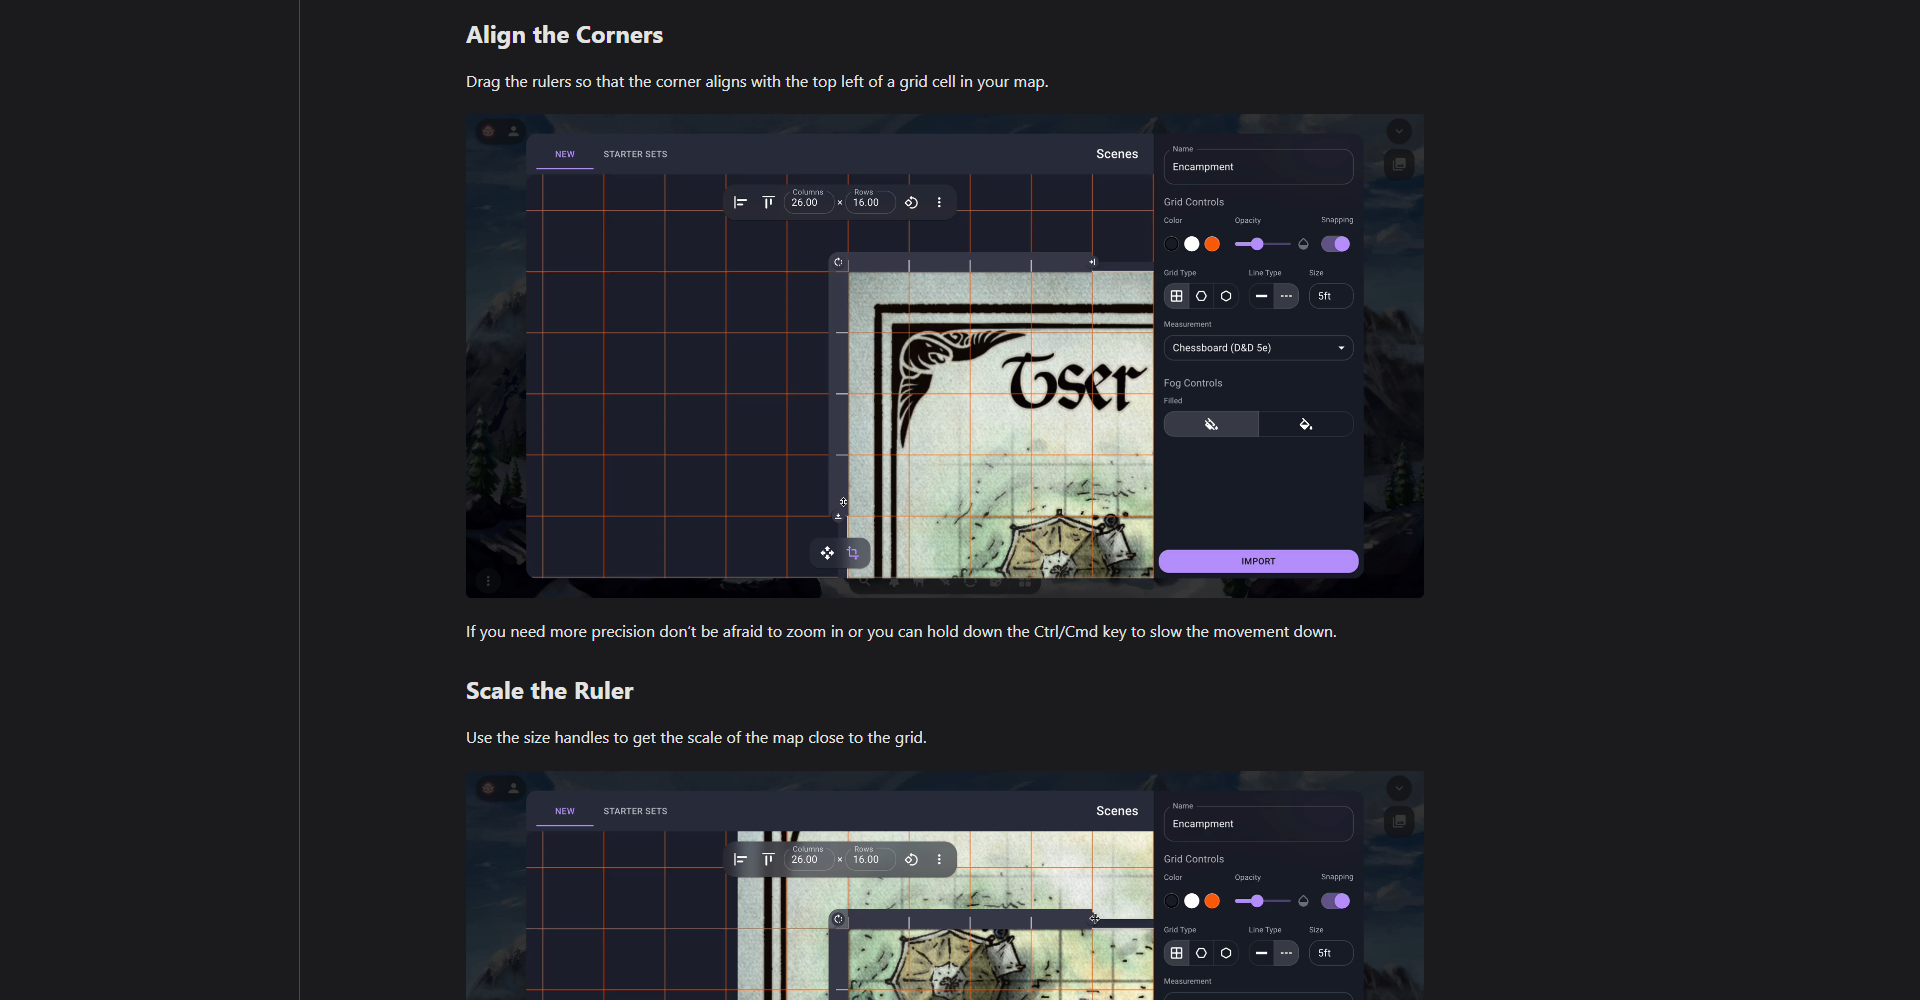 Align the Corners
Drag the rulers so that the corner aligns with the top left of a grid cell in your map.
NEW
STARTER SETS
Scenes
Columns
26.00
×
Rows
16.00
Tser
Name
Encampment
Grid Controls
Color
Opacity
Snapping
Grid Type
Line Type
Size
5ft
Measurement
Chessboard (D&D 5e)
Fog Controls
Filled
IMPORT
If you need more precision don't be afraid to zoom in or you can hold down the Ctrl/Cmd key to slow the movement down.
Scale the Ruler
Use the size handles to get the scale of the map close to the grid.
NEW
STARTER SETS
Scenes
Columns
26.00
×
Rows
16.00
Name
Encampment
Grid Controls
Color
Opacity
Snapping
Grid Type
Line Type
Size
5ft
Measurement